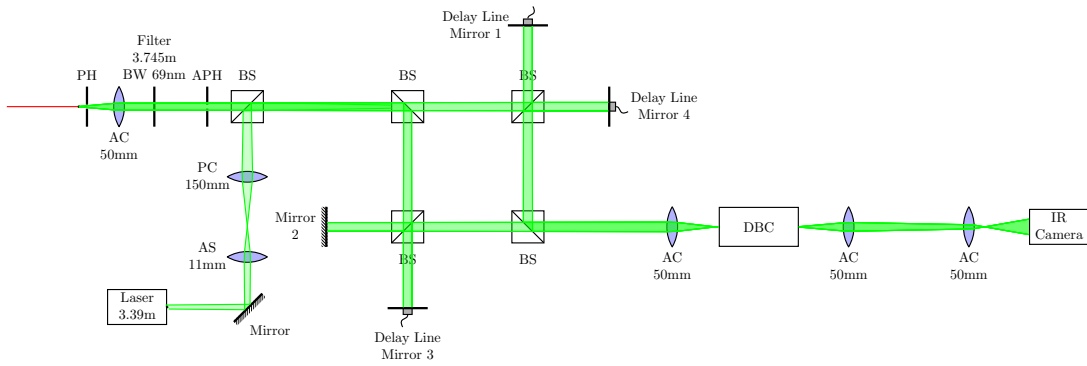 Delay Line
Mirror 1
Filter
3.745m
BW 69nm
PH
APH
BS
BS
BS
Delay Line
Mirror 4
AC
50mm
PC
150mm
Mirror
2
DBC
IR
Camera
AS
11mm
BS
BS
AC
50mm
AC
50mm
AC
50mm
Laser
3.39m
Mirror
Delay Line
Mirror 3